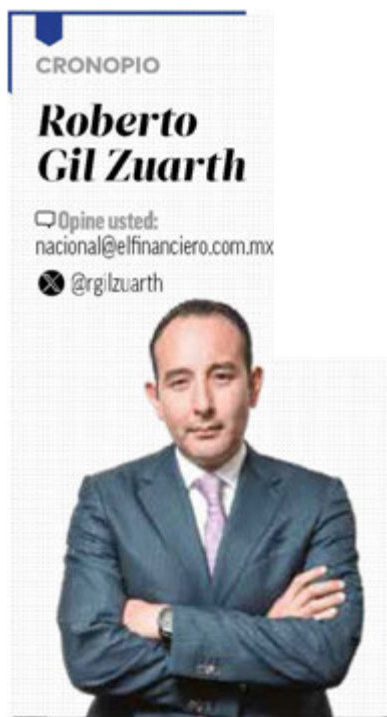 CRONOPIO
Roberto
Gil Zuarth
Opine usted:
nacional@elfinanciero.com.mx
@rgilzuarth